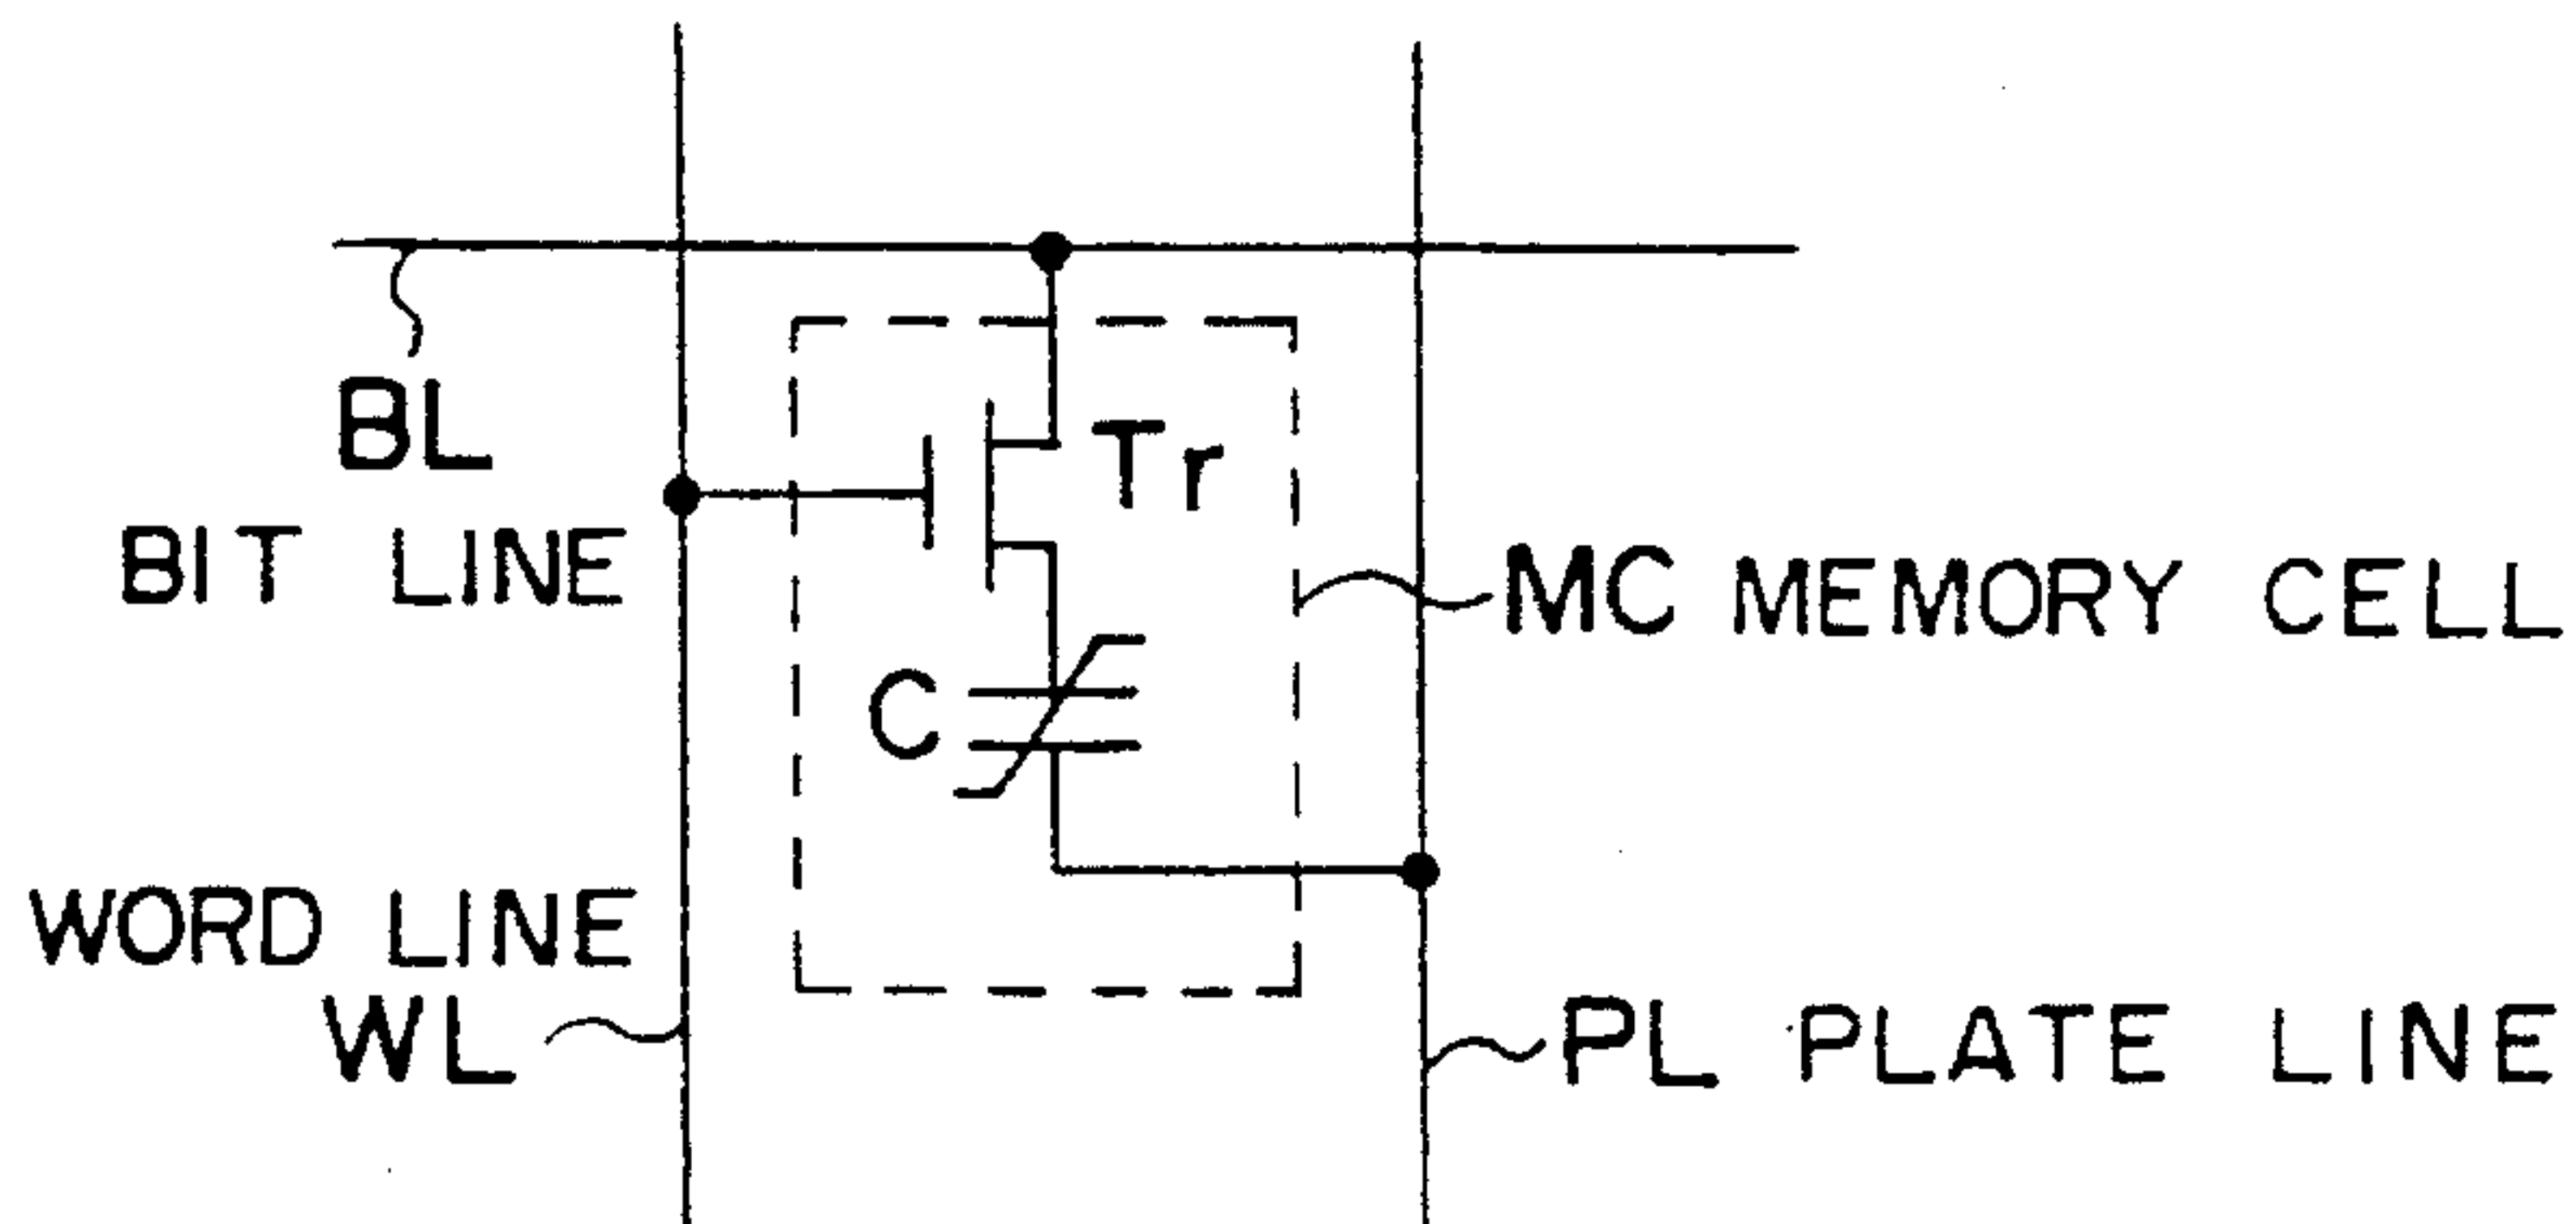 BL
BIT LINE
Tr
MC MEMORY CELL
C
WORD LINE
WL
PL PLATE LINE